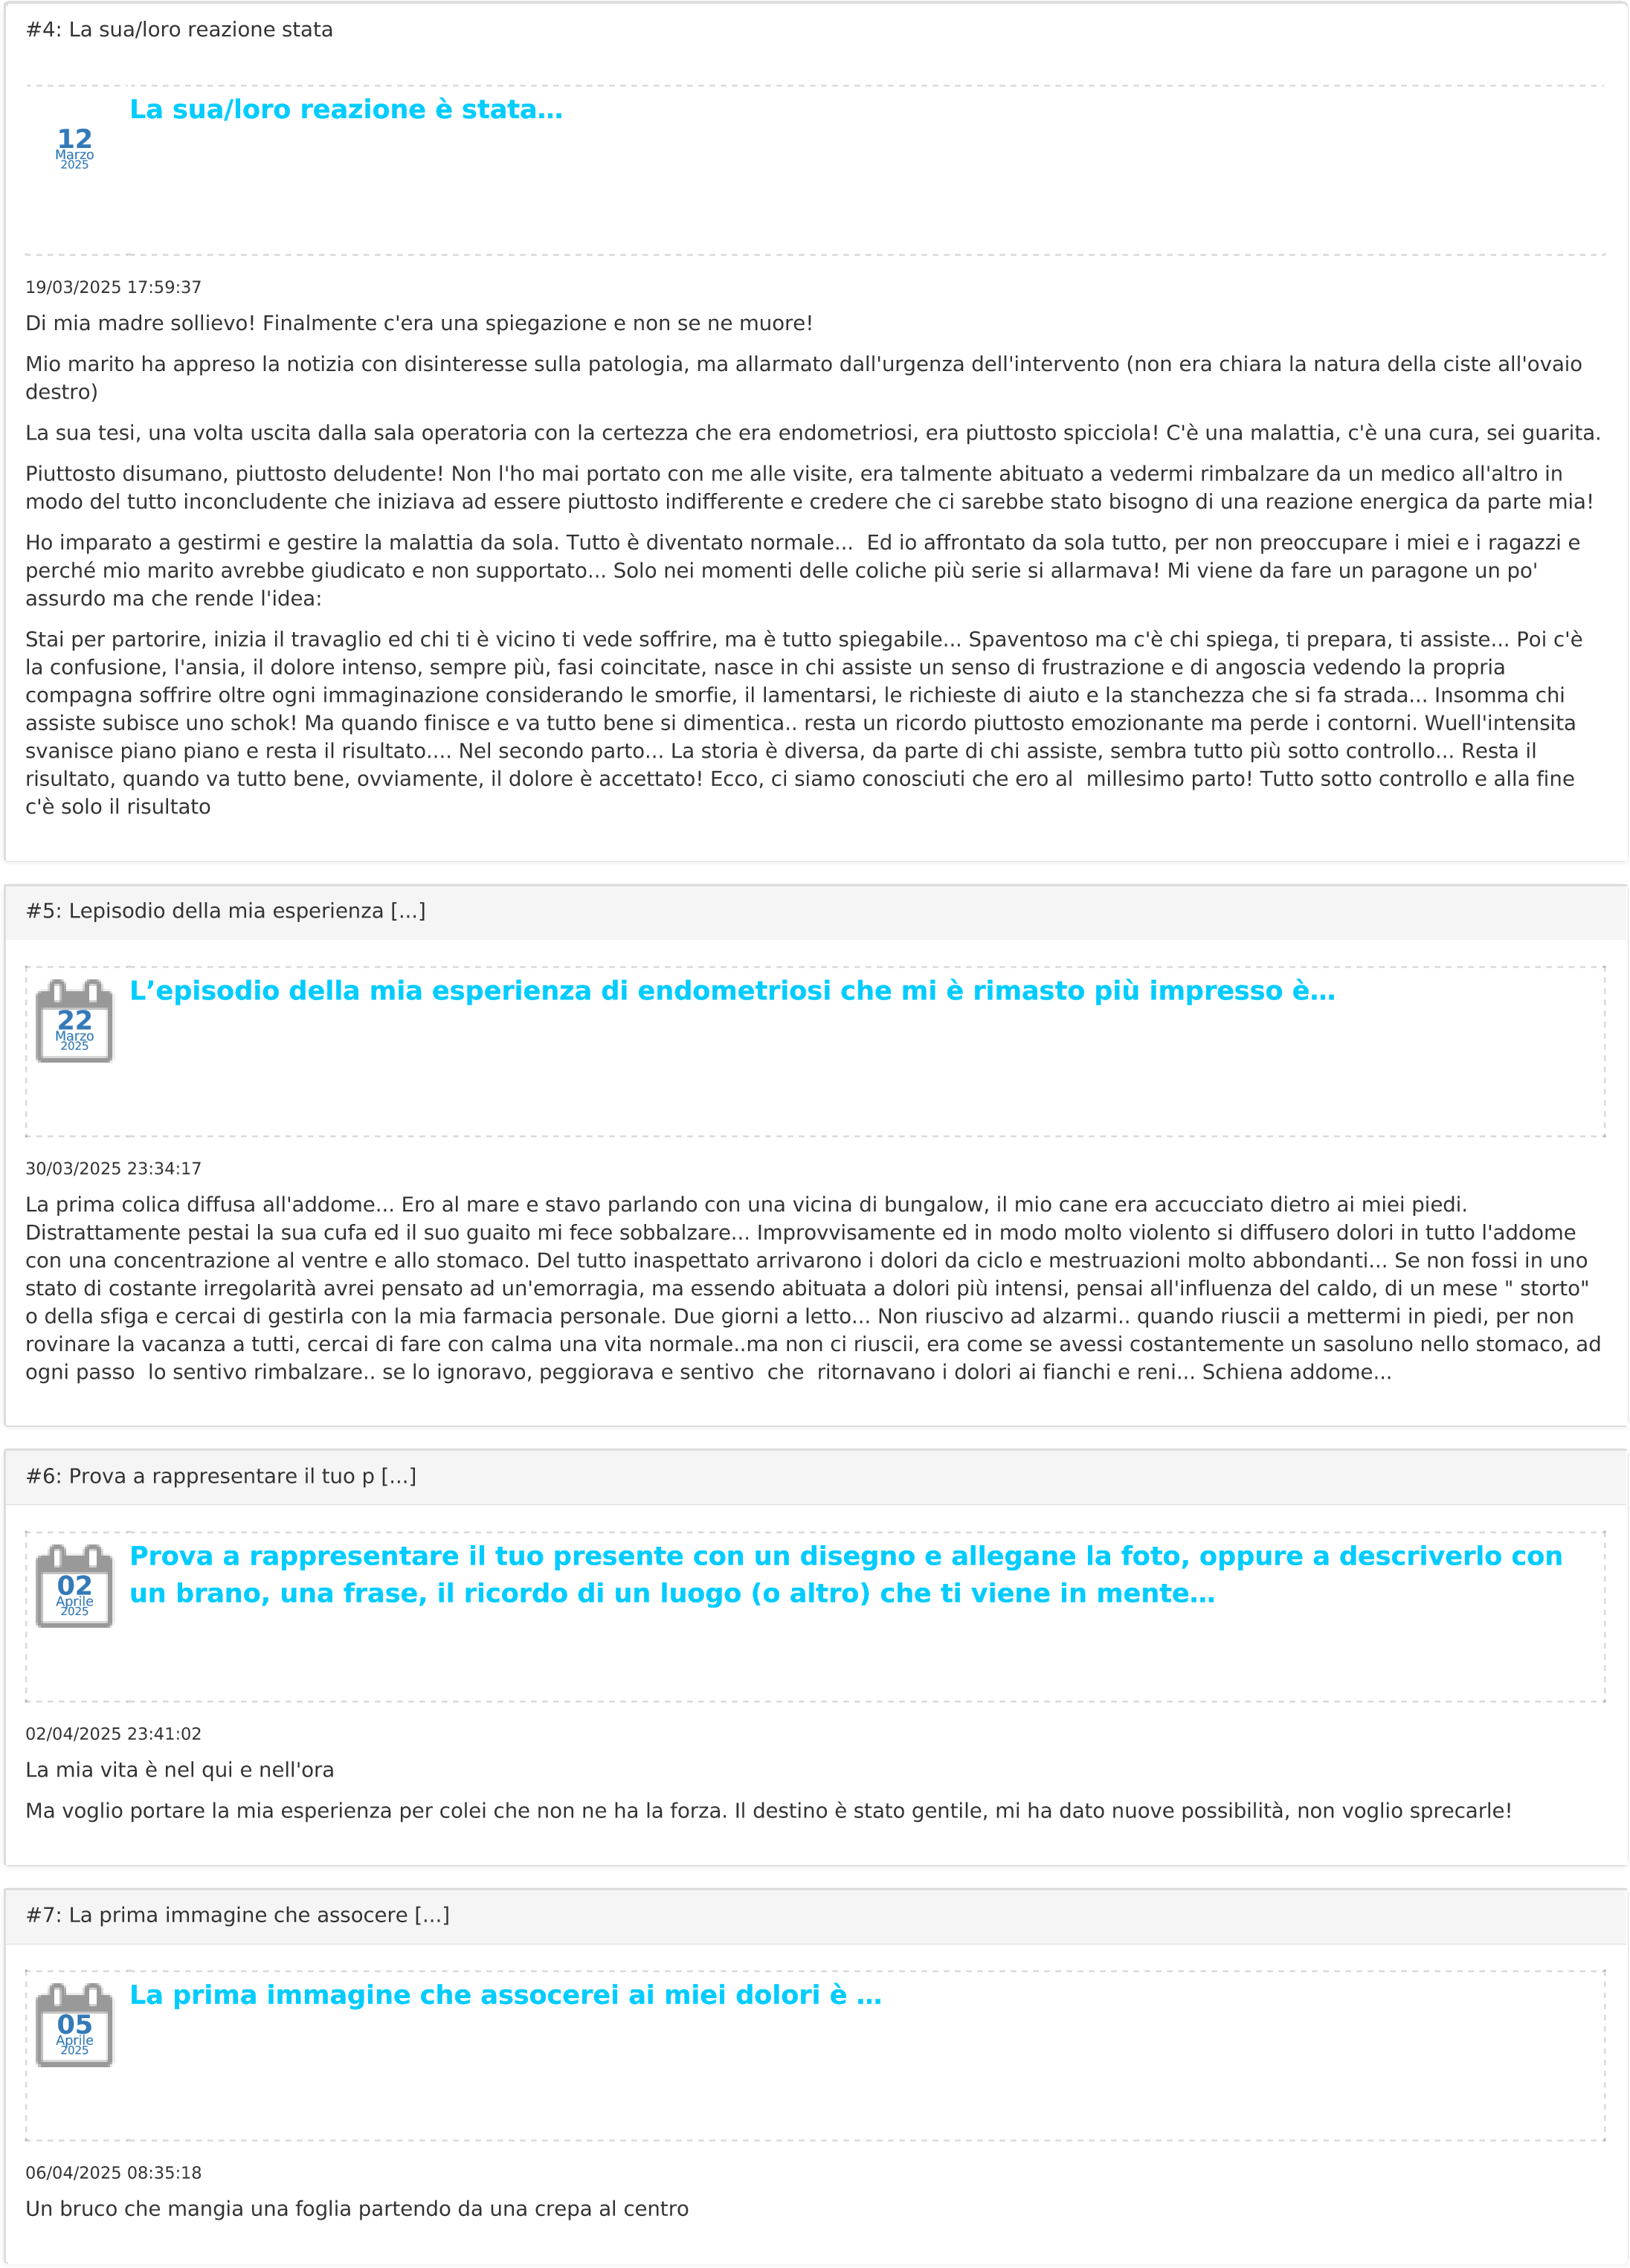 #4: La sua/loro reazione stata
La sua/loro reazione è stata…
12
Marzo
2025
19/03/2025 17:59:37
Di mia madre sollievo! Finalmente c'era una spiegazione e non se ne muore!
Mio marito ha appreso la notizia con disinteresse sulla patologia, ma allarmato dall'urgenza dell'intervento (non era chiara la natura della ciste all'ovaio
destro)
La sua tesi, una volta uscita dalla sala operatoria con la certezza che era endometriosi, era piuttosto spicciola! C'è una malattia, c'è una cura, sei guarita.
Piuttosto disumano, piuttosto deludente! Non l'ho mai portato con me alle visite, era talmente abituato a vedermi rimbalzare da un medico all'altro in
modo del tutto inconcludente che iniziava ad essere piuttosto indifferente e credere che ci sarebbe stato bisogno di una reazione energica da parte mia!
Ho imparato a gestirmi e gestire la malattia da sola. Tutto è diventato normale...  Ed io affrontato da sola tutto, per non preoccupare i miei e i ragazzi e
perché mio marito avrebbe giudicato e non supportato... Solo nei momenti delle coliche più serie si allarmava! Mi viene da fare un paragone un po'
assurdo ma che rende l'idea:
Stai per partorire, inizia il travaglio ed chi ti è vicino ti vede soffrire, ma è tutto spiegabile... Spaventoso ma c'è chi spiega, ti prepara, ti assiste... Poi c'è
la confusione, l'ansia, il dolore intenso, sempre più, fasi coincitate, nasce in chi assiste un senso di frustrazione e di angoscia vedendo la propria
compagna soffrire oltre ogni immaginazione considerando le smorfie, il lamentarsi, le richieste di aiuto e la stanchezza che si fa strada... Insomma chi
assiste subisce uno schok! Ma quando finisce e va tutto bene si dimentica.. resta un ricordo piuttosto emozionante ma perde i contorni. Wuell'intensita
svanisce piano piano e resta il risultato.... Nel secondo parto... La storia è diversa, da parte di chi assiste, sembra tutto più sotto controllo... Resta il
risultato, quando va tutto bene, ovviamente, il dolore è accettato! Ecco, ci siamo conosciuti che ero al  millesimo parto! Tutto sotto controllo e alla fine
c'è solo il risultato
#5: Lepisodio della mia esperienza [...]
L’episodio della mia esperienza di endometriosi che mi è rimasto più impresso è…
22
Marzo
2025
30/03/2025 23:34:17
La prima colica diffusa all'addome... Ero al mare e stavo parlando con una vicina di bungalow, il mio cane era accucciato dietro ai miei piedi.
Distrattamente pestai la sua cufa ed il suo guaito mi fece sobbalzare... Improvvisamente ed in modo molto violento si diffusero dolori in tutto l'addome
con una concentrazione al ventre e allo stomaco. Del tutto inaspettato arrivarono i dolori da ciclo e mestruazioni molto abbondanti... Se non fossi in uno
stato di costante irregolarità avrei pensato ad un'emorragia, ma essendo abituata a dolori più intensi, pensai all'influenza del caldo, di un mese " storto"
o della sfiga e cercai di gestirla con la mia farmacia personale. Due giorni a letto... Non riuscivo ad alzarmi.. quando riuscii a mettermi in piedi, per non
rovinare la vacanza a tutti, cercai di fare con calma una vita normale..ma non ci riuscii, era come se avessi costantemente un sasoluno nello stomaco, ad
ogni passo  lo sentivo rimbalzare.. se lo ignoravo, peggiorava e sentivo  che  ritornavano i dolori ai fianchi e reni... Schiena addome...
#6: Prova a rappresentare il tuo p [...]
Prova a rappresentare il tuo presente con un disegno e allegane la foto, oppure a descriverlo con
un brano, una frase, il ricordo di un luogo (o altro) che ti viene in mente…
02
Aprile
2025
02/04/2025 23:41:02
La mia vita è nel qui e nell'ora
Ma voglio portare la mia esperienza per colei che non ne ha la forza. Il destino è stato gentile, mi ha dato nuove possibilità, non voglio sprecarle!
#7: La prima immagine che assocere [...]
La prima immagine che assocerei ai miei dolori è …
05
Aprile
2025
06/04/2025 08:35:18
Un bruco che mangia una foglia partendo da una crepa al centro